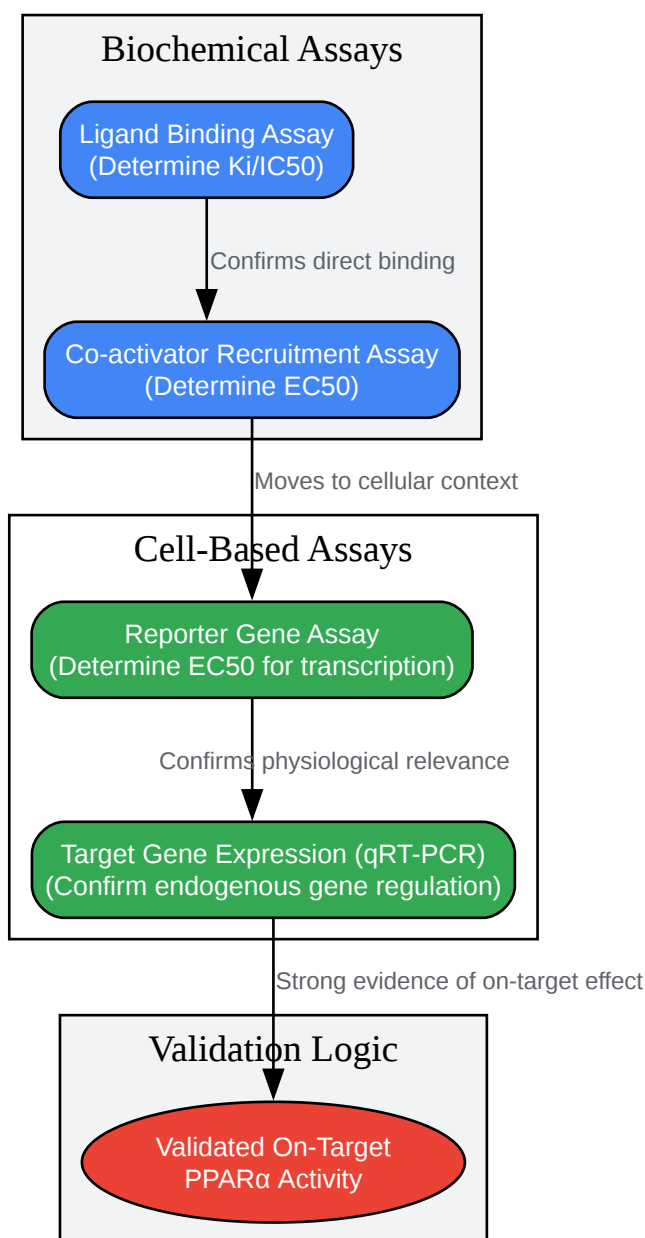 Biochemical Assays
Ligand Binding Assay
(Determine Ki/IC50)
Confirms direct binding
Co-activator Recruitment Assay
(Determine EC50)
Moves to cellular context
Cell-Based Assays
Reporter Gene Assay
(Determine EC50 for transcription)
Confirms physiological relevance
Target Gene Expression (qRT-PCR)
(Confirm endogenous gene regulation)
Strong evidence of on-target effect
Validation Logic
Validated On-Target
PPARα Activity